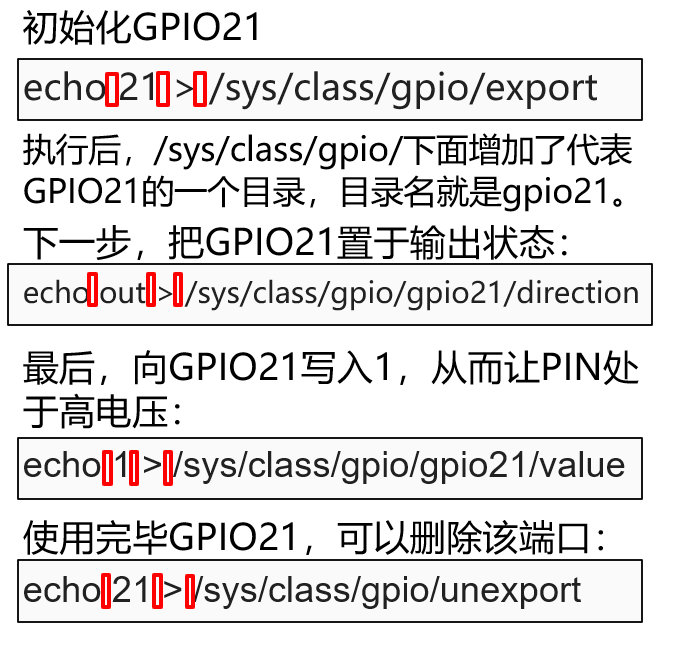 初始化GPIO21
echo 21 > /sys/class/gpio/export
执行后，/sys/class/gpio/下面增加了代表
GPIO21的一个目录，目录名就是gpio21。
下一步，把GPIO21置于输出状态：
echo out > /sys/class/gpio/gpio21/direction
最后，向GPIO21写入1，从而让PIN处
于高电压：
echo 1 > /sys/class/gpio/gpio21/value
使用完毕GPIO21，可以删除该端口：
echo 21 > /sys/class/gpio/unexport